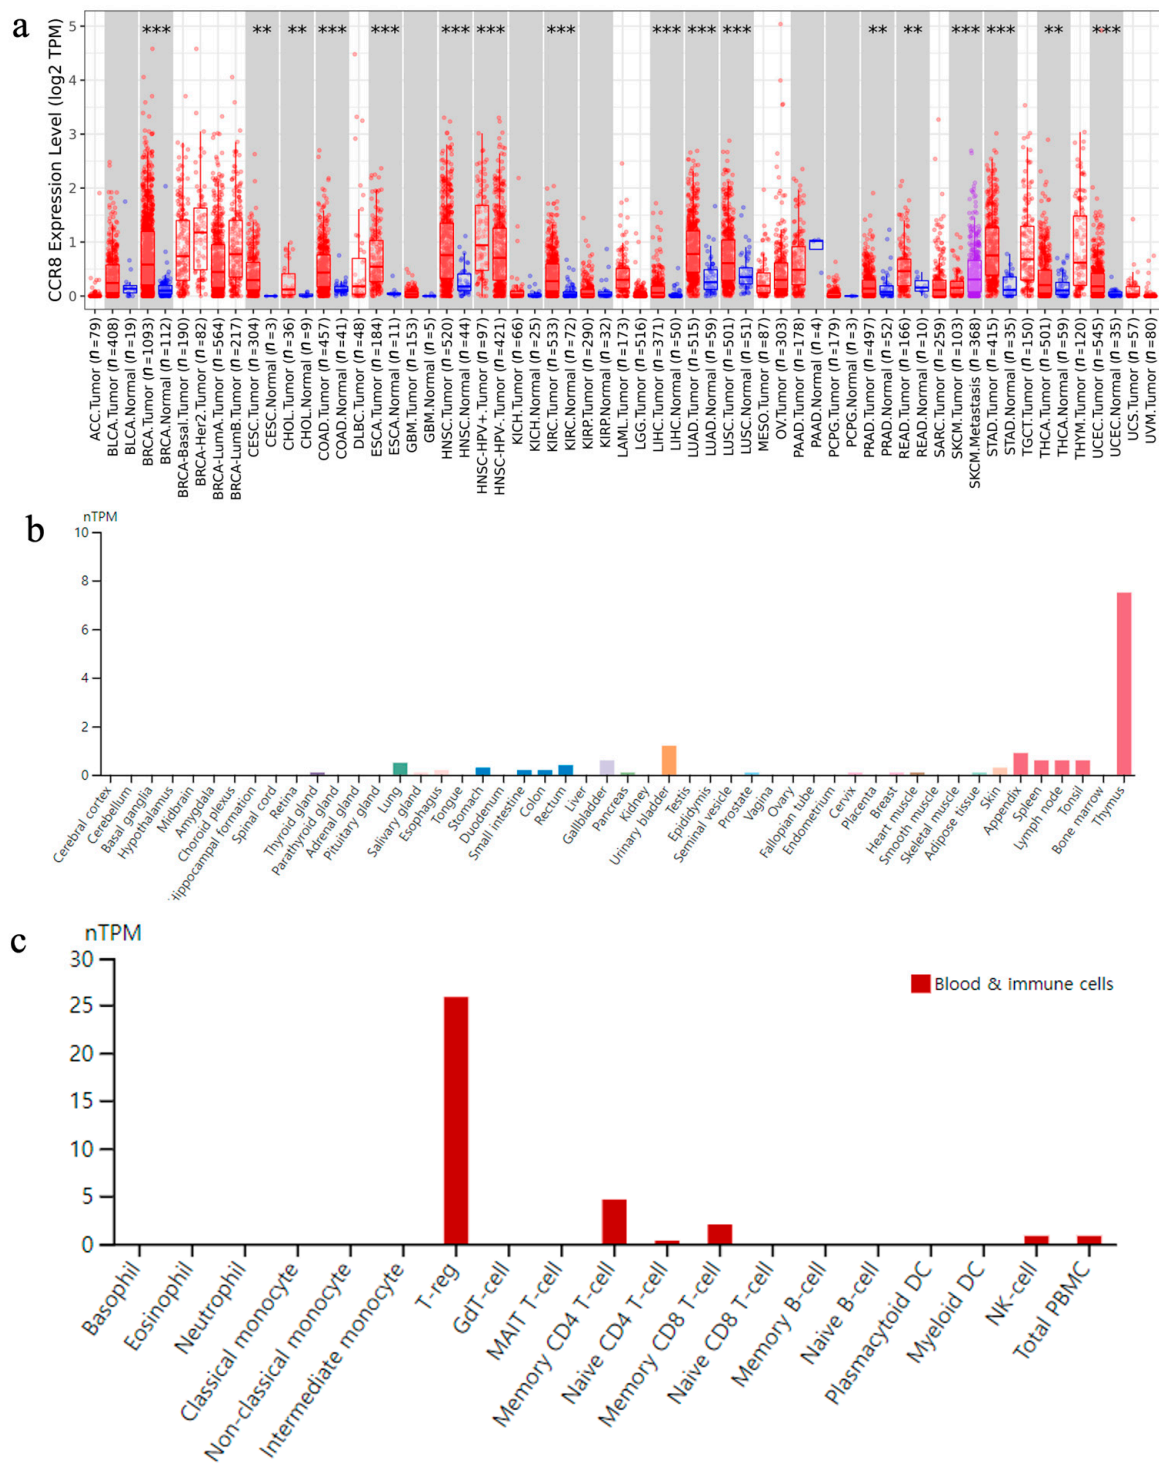 a
CCR8 Expression Level (log2 TPM)
5
4
3
2
1
0
*** ** ** *** *** *** *** *** *** *** *** ** ** *** *** ** ***
ACC.Tumor (n=79)
BLCA.Tumor (n=408)
BLCA.Normal (n=19)
BRCA.Tumor (n=1093)
BRCA.Normal (n=112)
BRCA-Basal.Tumor (n=190)
BRCA-Her2.Tumor (n=82)
BRCA-LumA.Tumor (n=564)
BRCA-LumB.Tumor (n=217)
CESC.Tumor (n=304)
CESC.Normal (n=3)
CHOL.Tumor (n=36)
CHOL.Normal (n=9)
COAD.Tumor (n=457)
COAD.Normal (n=41)
DLBC.Tumor (n=48)
ESCA.Tumor (n=184)
ESCA.Normal (n=11)
GBM.Tumor (n=153)
GBM.Normal (n=5)
HNSC.Tumor (n=520)
HNSC.Normal (n=44)
HNSC-HPV+.Tumor (n=97)
HNSC-HPV-.Tumor (n=421)
KICH.Tumor (n=66)
KICH.Normal (n=25)
KIRC.Tumor (n=533)
KIRC.Normal (n=72)
KIRP.Tumor (n=290)
KIRP.Normal (n=32)
LAML.Tumor (n=173)
LGG.Tumor (n=516)
LIHC.Tumor (n=371)
LIHC.Normal (n=50)
LUAD.Tumor (n=515)
LUAD.Normal (n=59)
LUSC.Tumor (n=501)
LUSC.Normal (n=51)
MESO.Tumor (n=87)
OV.Tumor (n=303)
PAAD.Tumor (n=178)
PAAD.Normal (n=4)
PCPG.Tumor (n=179)
PCPG.Normal (n=3)
PRAD.Tumor (n=497)
PRAD.Normal (n=52)
READ.Tumor (n=166)
READ.Normal (n=10)
SARC.Tumor (n=259)
SKCM.Tumor (n=103)
SKCM.Metastasis (n=368)
STAD.Tumor (n=415)
STAD.Normal (n=35)
TGCT.Tumor (n=150)
THCA.Tumor (n=501)
THCA.Normal (n=59)
THYM.Tumor (n=120)
UCEC.Tumor (n=545)
UCEC.Normal (n=35)
UCS.Tumor (n=57)
UVM.Tumor (n=80)
b
nTPM
10
8
6
4
2
0
Cerebral cortex
Cerebellum
Basal ganglia
Hypothalamus
Midbrain
Amygdala
Choroid plexus
Hippocampal formation
Spinal cord
Retina
Thyroid gland
Parathyroid gland
Adrenal gland
Pituitary gland
Lung
Salivary gland
Esophagus
Tongue
Stomach
Duodenum
Small intestine
Colon
Rectum
Liver
Gallbladder
Pancreas
Kidney
Urinary bladder
Testis
Epididymis
Seminal vesicle
Prostate
Vagina
Ovary
Fallopian tube
Endometrium
Cervix
Placenta
Breast
Heart muscle
Smooth muscle
Skeletal muscle
Adipose tissue
Skin
Appendix
Spleen
Lymph node
Tonsil
Bone marrow
Thymus
c
nTPM
30
25
20
15
10
5
0
Blood & immune cells
Basophil
Eosinophil
Neutrophil
Classical monocyte
Non-classical monocyte
Intermediate monocyte
T-reg
GdT-cell
MAIT T-cell
Memory CD4 T-cell
Naive CD4 T-cell
Memory CD8 T-cell
Naive CD8 T-cell
Memory B-cell
Naive B-cell
Plasmacytoid DC
Myeloid DC
NK-cell
Total PBMC